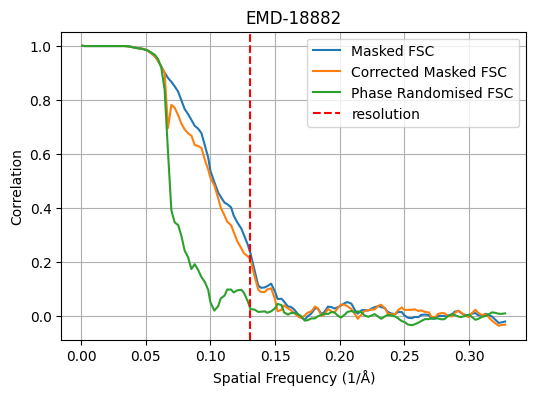 EMD-18882
Masked FSC
Corrected Masked FSC
Phase Randomised FSC
resolution
1.0
0.8
0.6
0.4
0.2
0.0
Correlation
0.00 0.05 0.10 0.15 0.20 0.25 0.30
Spatial Frequency (1/Å)